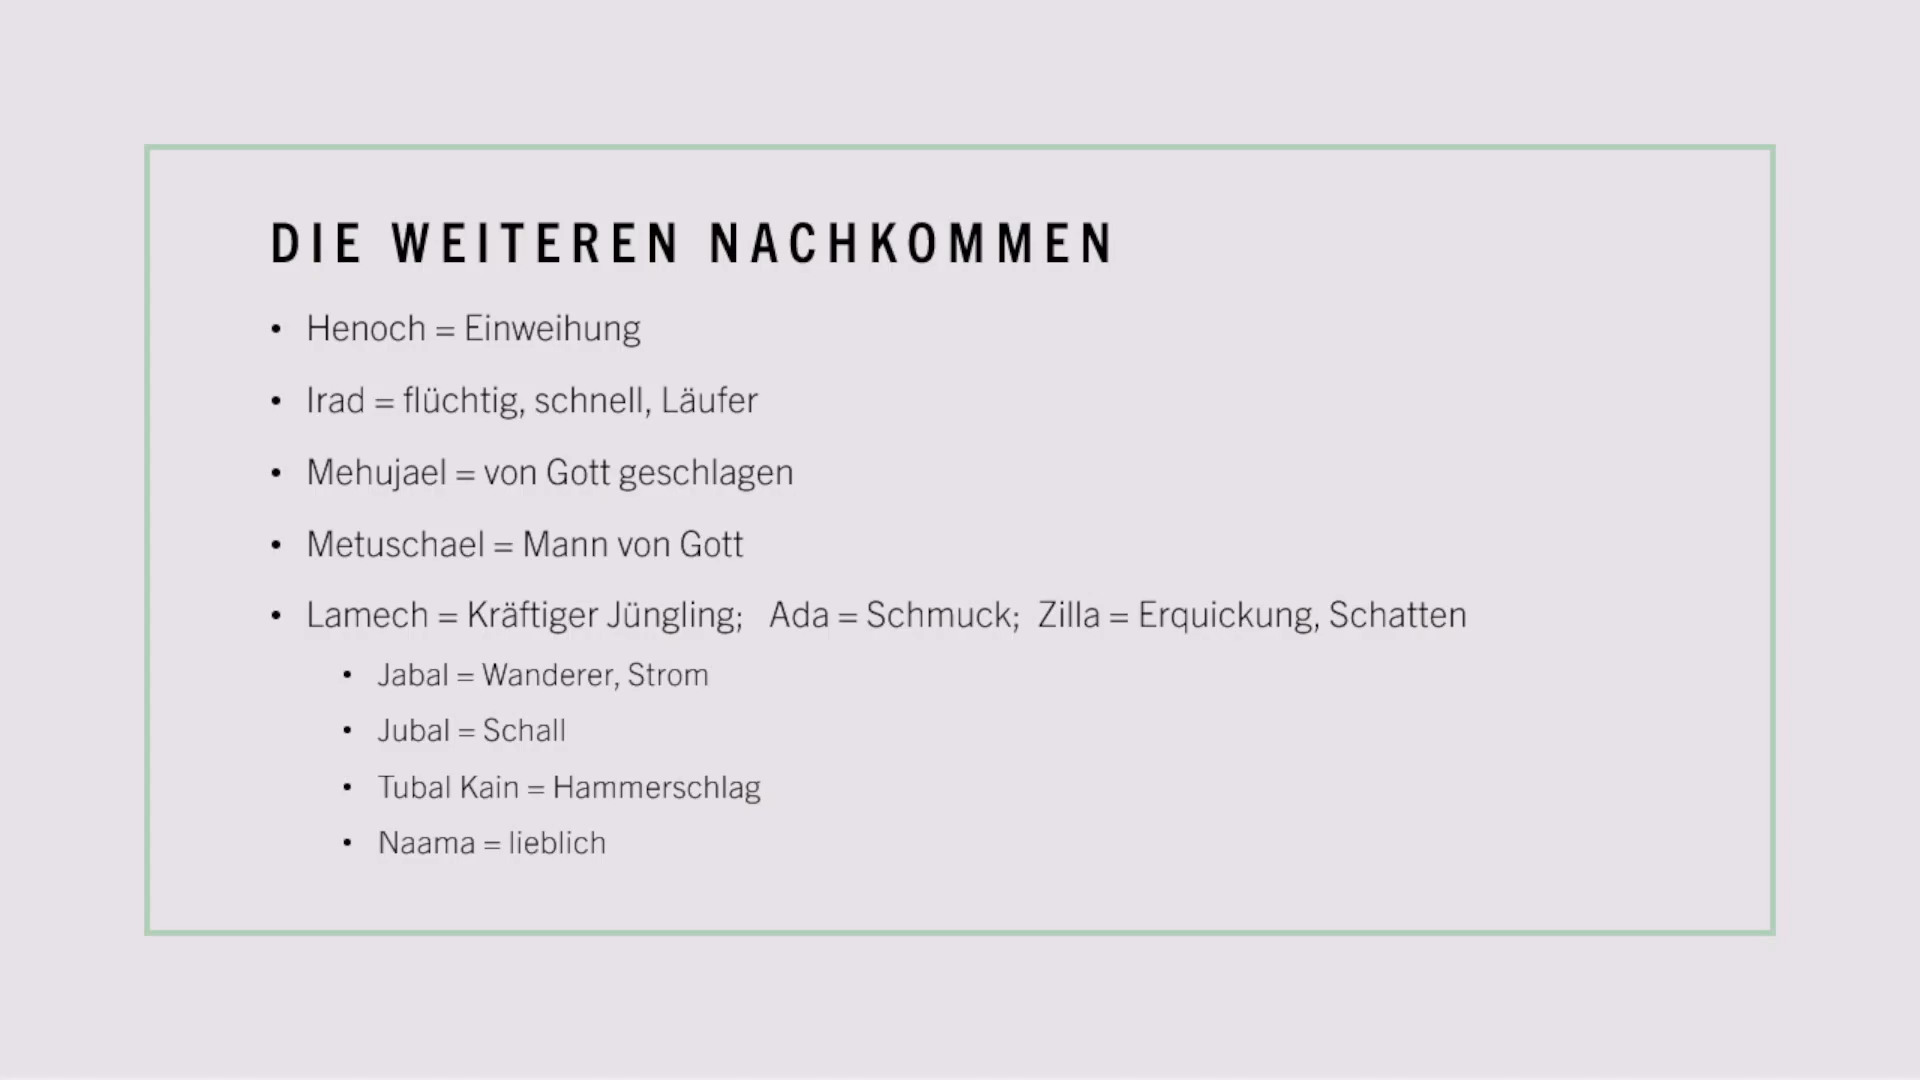 DIE WEITEREN NACHKOMMEN
• Henoch = Einweihung
• Irad = flüchtig, schnell, Läufer
• Mehujael = von Gott geschlagen
• Metuschael = Mann von Gott
• Lamech = Kräftiger Jüngling; Ada = Schmuck; Zilla = Erquickung, Schatten
• Jabal = Wanderer, Strom
• Jubal = Schall
• Tubal Kain = Hammerschlag
• Naama = lieblich